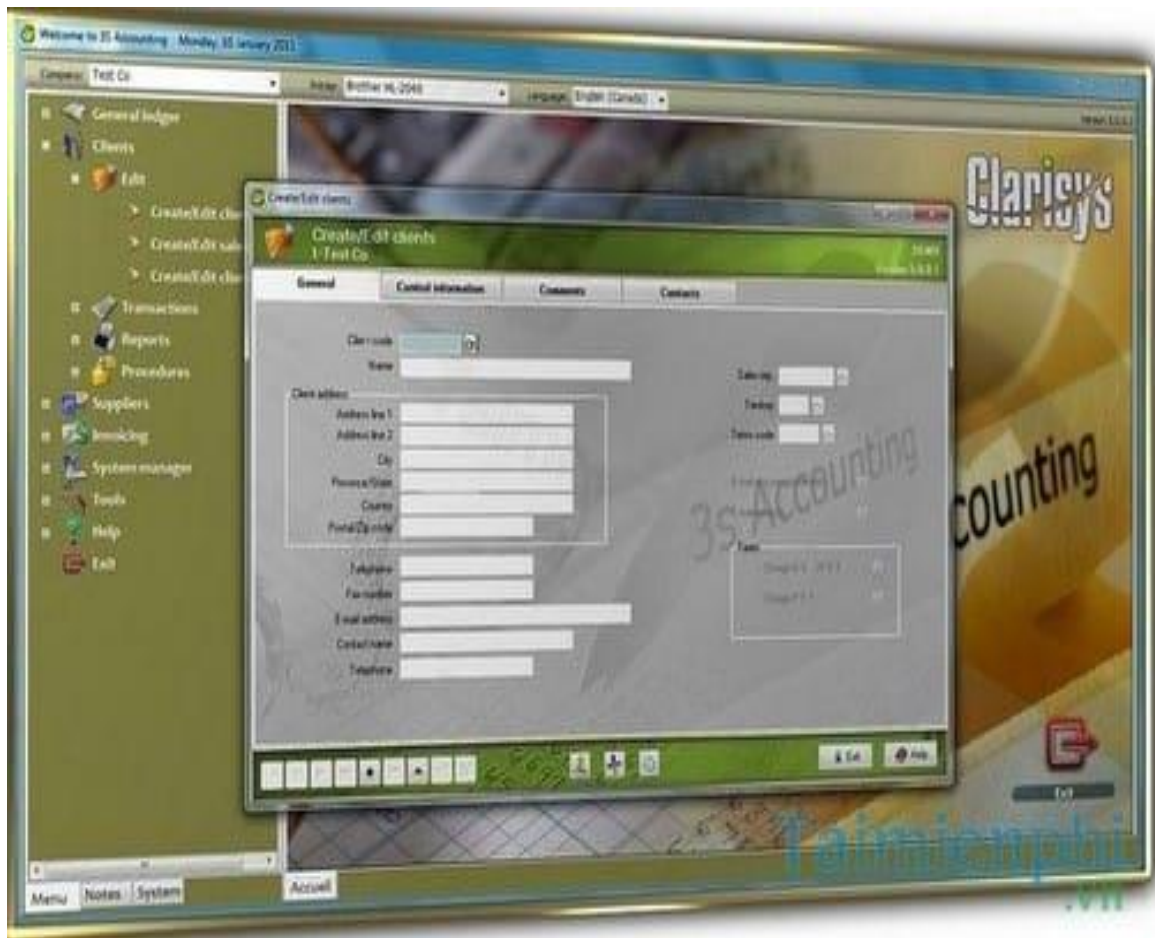 Welcome to 3S Accounting Monday, 10 January 2011
Company Test Co
Printer Brother HL-2040
Language English (Canada)
General ledger
Clients
Edit
Create/Edit clie
Create/Edit sale
Create/Edit clie
Transactions
Reports
Procedures
Suppliers
Invoicing
System manager
Tools
Help
Exit
Clarisys
counting
Exit
Create/Edit clients
Create/Edit clients
1-Test Co
General
Control information
Comments
Contacts
Client code
Name
Client address
Address line 1
Address line 2
City
Province/State
Country
Postal/Zip code
Telephone
Fax number
E-mail address
Contact name
Telephone
Sales rep.
Territory
Terms code
3s Accounting
Taxes
Exit
Help
Menu
Notes
System
Accueil
Taimienphi
.vn